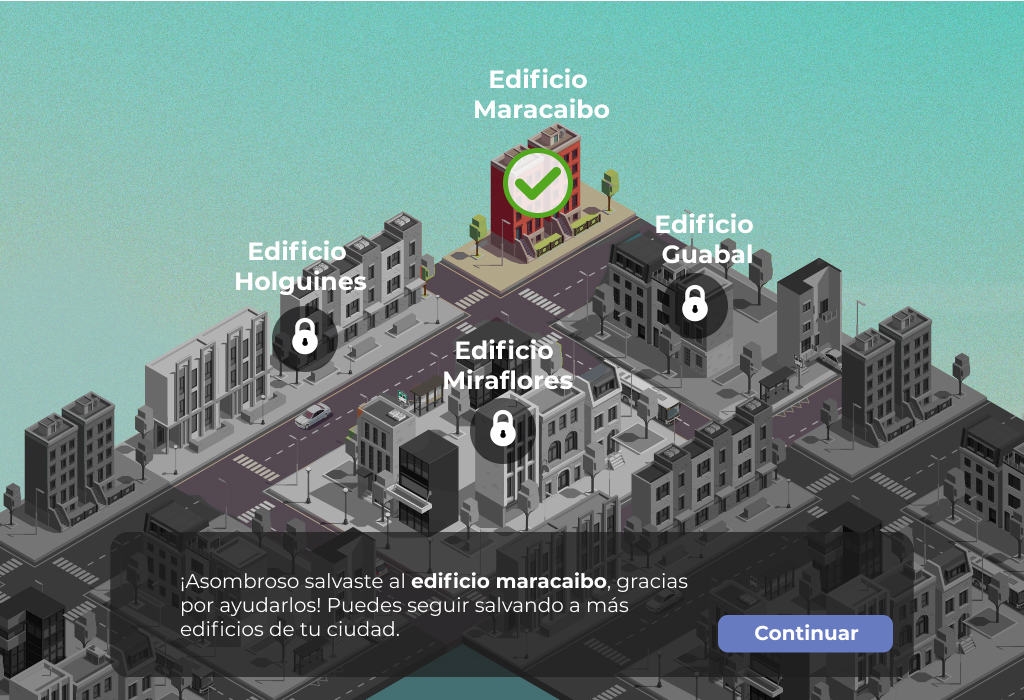 Edificio
Maracaibo
Edificio
Guabal
Edificio
Holguines
Edificio
Miraflores
¡Asombroso salvaste al edificio maracaibo, gracias
por ayudarlos! Puedes seguir salvando a más
edificios de tu ciudad.
Continuar